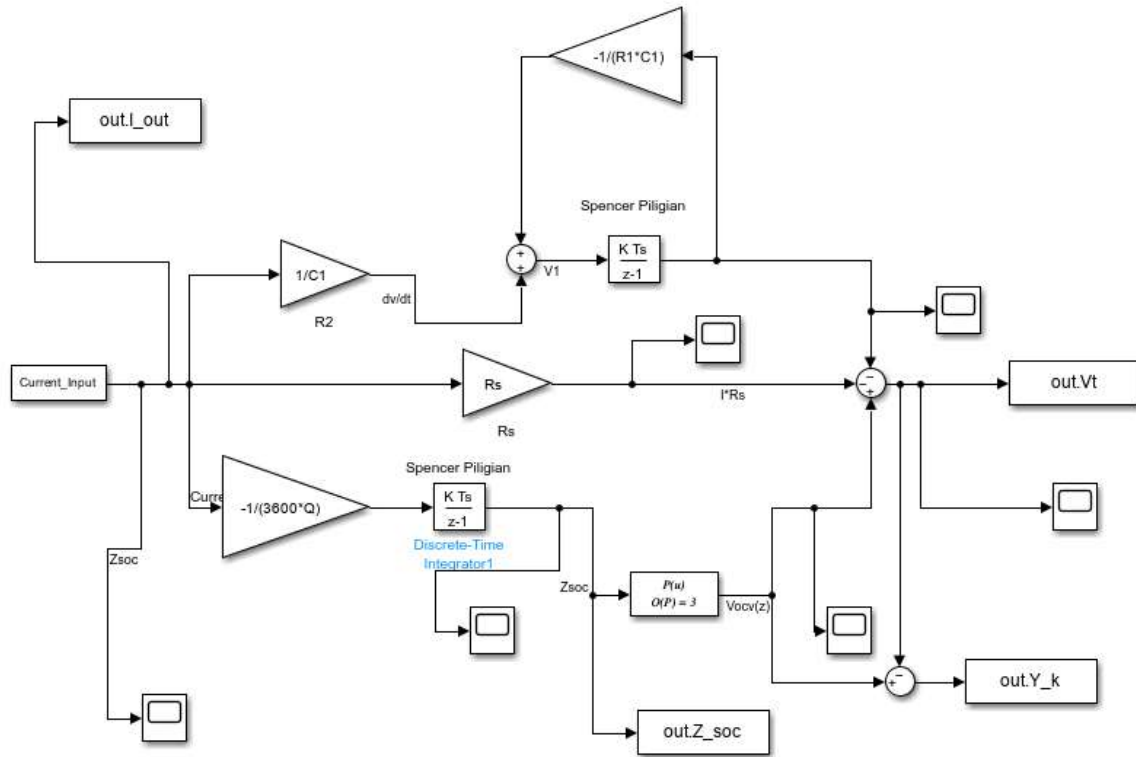 -1/(R1*C1)
out.I_out
Spencer Piligian
+
+
K Ts
z-1
V1
1/C1
dv/dt
R2
Current_Input
Rs
I*Rs
Rs
−
−
+
out.Vt
Curre
-1/(3600*Q)
Spencer Piligian
K Ts
z-1
Discrete-Time
Integrator1
Zsoc
Zsoc
P(u)
O(P) = 3
Vocv(z)
−
+
out.Y_k
out.Z_soc